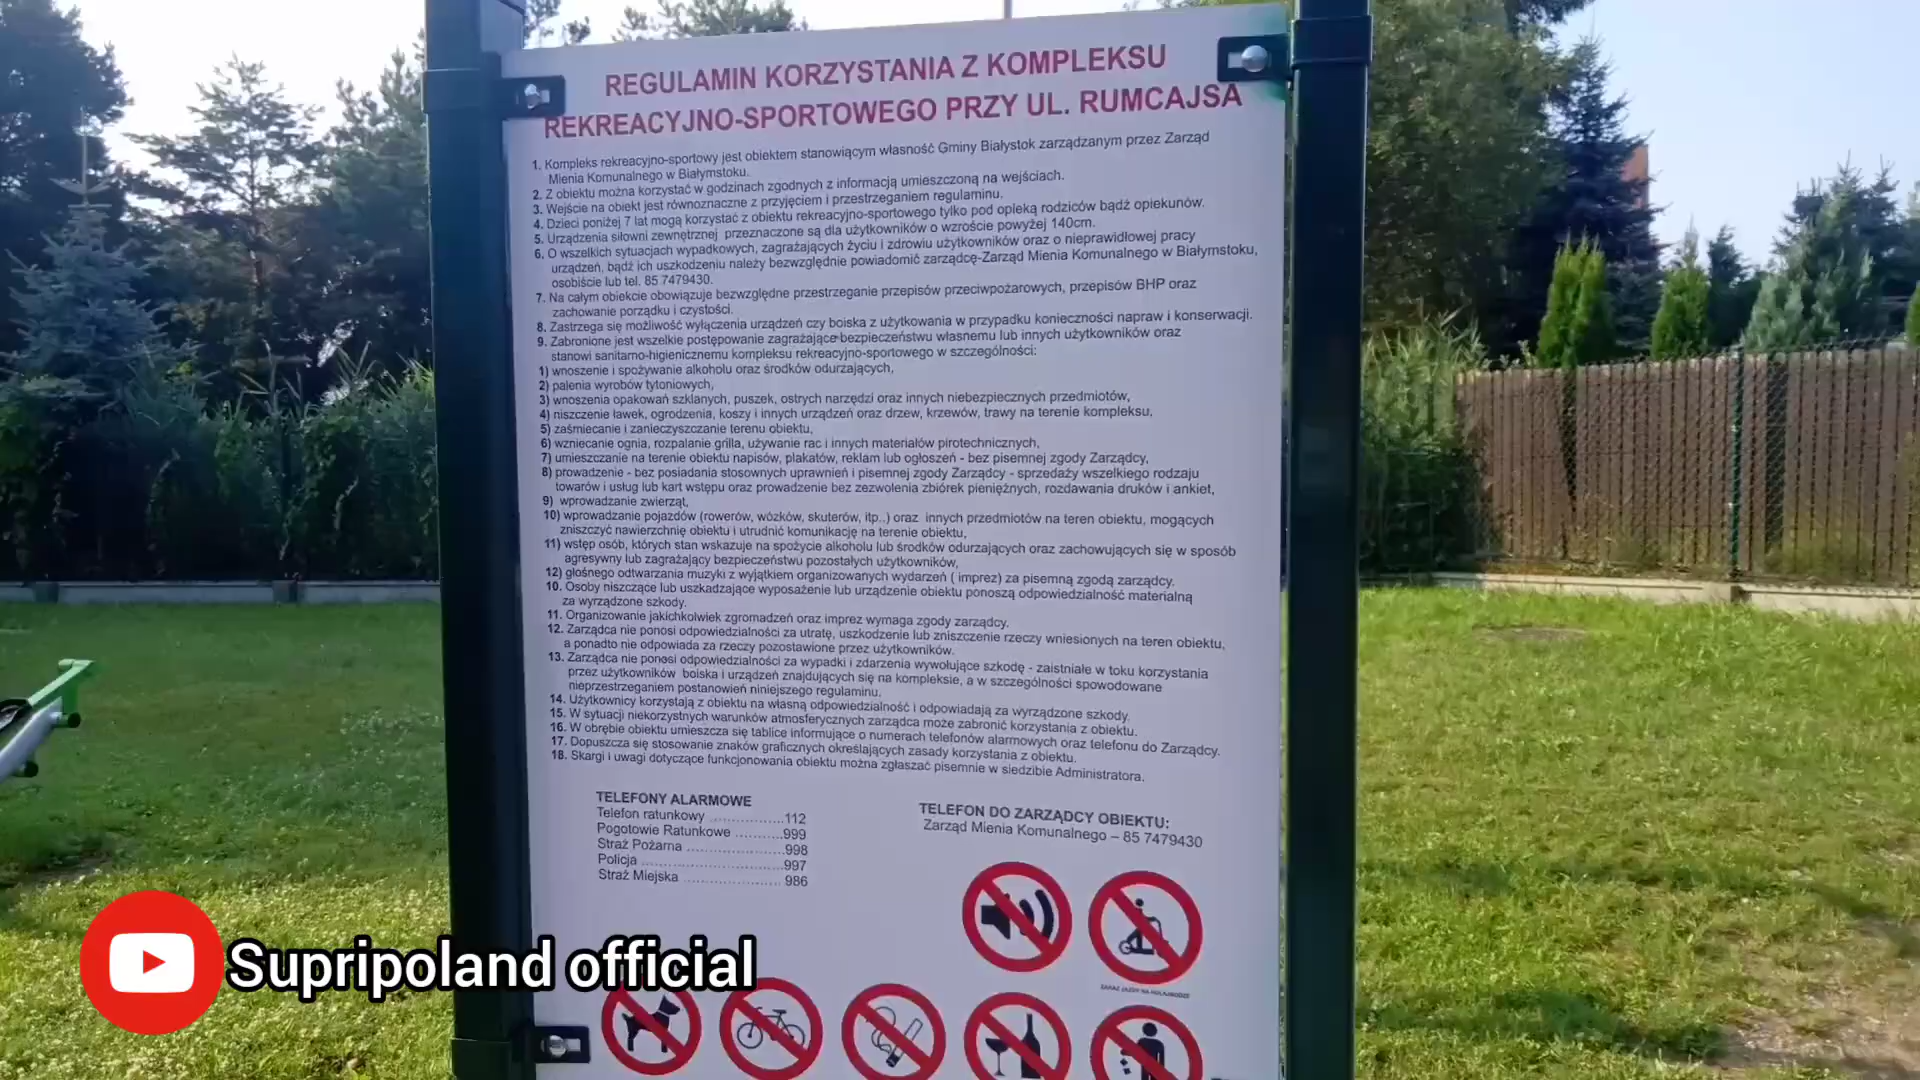 REGULAMIN KORZYSTANIA Z KOMPLEKSU
REKREACYJNO-SPORTOWEGO PRZY UL. RUMCAJSA
1. Kompleks rekreacyjno-sportowy jest obiektem stanowiącym własność Gminy Białystok zarządzanym przez Zarząd
Mienia Komunalnego w Białymstoku.
2. Z obiektu można korzystać w godzinach zgodnych z informacją umieszczoną na wejściach.
3. Wejście na obiekt jest równoznaczne z przyjęciem i przestrzeganiem regulaminu.
4. Dzieci poniżej 7 lat mogą korzystać z obiektu rekreacyjno-sportowego tylko pod opieką rodziców bądź opiekunów.
5. Urządzenia siłowni zewnętrznej przeznaczone są dla użytkowników o wzroście powyżej 140cm.
6. O wszelkich sytuacjach wypadkowych, zagrażających życiu i zdrowiu użytkowników oraz o nieprawidłowej pracy
urządzeń, bądź ich uszkodzeniu należy bezwzględnie powiadomić zarządcę-Zarząd Mienia Komunalnego w Białymstoku,
osobiście lub tel. 85 7479430.
7. Na całym obiekcie obowiązuje bezwzględne przestrzeganie przepisów przeciwpożarowych, przepisów BHP oraz
zachowanie porządku i czystości.
8. Zastrzega się możliwość wyłączenia urządzeń czy boiska z użytkowania w przypadku konieczności napraw i konserwacji.
9. Zabronione jest wszelkie postępowanie zagrażające bezpieczeństwu własnemu lub innych użytkowników oraz
stanowi sanitarno-higienicznemu kompleksu rekreacyjno-sportowego w szczególności:
1) wnoszenie i spożywanie alkoholu oraz środków odurzających,
2) palenia wyrobów tytoniowych,
3) wnoszenia opakowań szklanych, puszek, ostrych narzędzi oraz innych niebezpiecznych przedmiotów,
4) niszczenie ławek, ogrodzenia, koszy i innych urządzeń oraz drzew, krzewów, trawy na terenie kompleksu,
5) zaśmiecanie i zanieczyszczanie terenu obiektu,
6) wzniecanie ognia, rozpalanie grilla, używanie rac i innych materiałów pirotechnicznych,
7) umieszczanie na terenie obiektu napisów, plakatów, reklam lub ogłoszeń - bez pisemnej zgody Zarządcy,
8) prowadzenie - bez posiadania stosownych uprawnień i pisemnej zgody Zarządcy - sprzedaży wszelkiego rodzaju
towarów i usług lub kart wstępu oraz prowadzenie bez zezwolenia zbiórek pieniężnych, rozdawania druków i ankiet,
9) wprowadzanie zwierząt,
10) wprowadzanie pojazdów (rowerów, wózków, skuterów, itp..) oraz innych przedmiotów na teren obiektu, mogących
zniszczyć nawierzchnię obiektu i utrudnić komunikację na terenie obiektu,
11) wstęp osób, których stan wskazuje na spożycie alkoholu lub środków odurzających oraz zachowujących się w sposób
agresywny lub zagrażający bezpieczeństwu pozostałych użytkowników,
12) głośnego odtwarzania muzyki z wyjątkiem organizowanych wydarzeń ( imprez) za pisemną zgodą zarządcy.
10. Osoby niszczące lub uszkadzające wyposażenie lub urządzenie obiektu ponoszą odpowiedzialność materialną
za wyrządzone szkody.
11. Organizowanie jakichkolwiek zgromadzeń oraz imprez wymaga zgody zarządcy.
12. Zarządca nie ponosi odpowiedzialności za utratę, uszkodzenie lub zniszczenie rzeczy wniesionych na teren obiektu,
a ponadto nie odpowiada za rzeczy pozostawione przez użytkowników.
13. Zarządca nie ponosi odpowiedzialności za wypadki i zdarzenia wywołujące szkodę - zaistniałe w toku korzystania
przez użytkowników boiska i urządzeń znajdujących się na kompleksie, a w szczególności spowodowane
nieprzestrzeganiem postanowień niniejszego regulaminu.
14. Użytkownicy korzystają z obiektu na własną odpowiedzialność i odpowiadają za wyrządzone szkody.
15. W sytuacji niekorzystnych warunków atmosferycznych zarządca może zabronić korzystania z obiektu.
16. W obrębie obiektu umieszcza się tablice informujące o numerach telefonów alarmowych oraz telefonu do Zarządcy.
17. Dopuszcza się stosowanie znaków graficznych określających zasady korzystania z obiektu.
18. Skargi i uwagi dotyczące funkcjonowania obiektu można zgłaszać pisemnie w siedzibie Administratora.
TELEFONY ALARMOWE
Telefon ratunkowy ................112
Pogotowie Ratunkowe ..........999
Straż Pożarna ....................998
Policja .............................997
Straż Miejska ..................... 986
TELEFON DO ZARZĄDCY OBIEKTU:
Zarząd Mienia Komunalnego – 85 7479430
Supripoland official